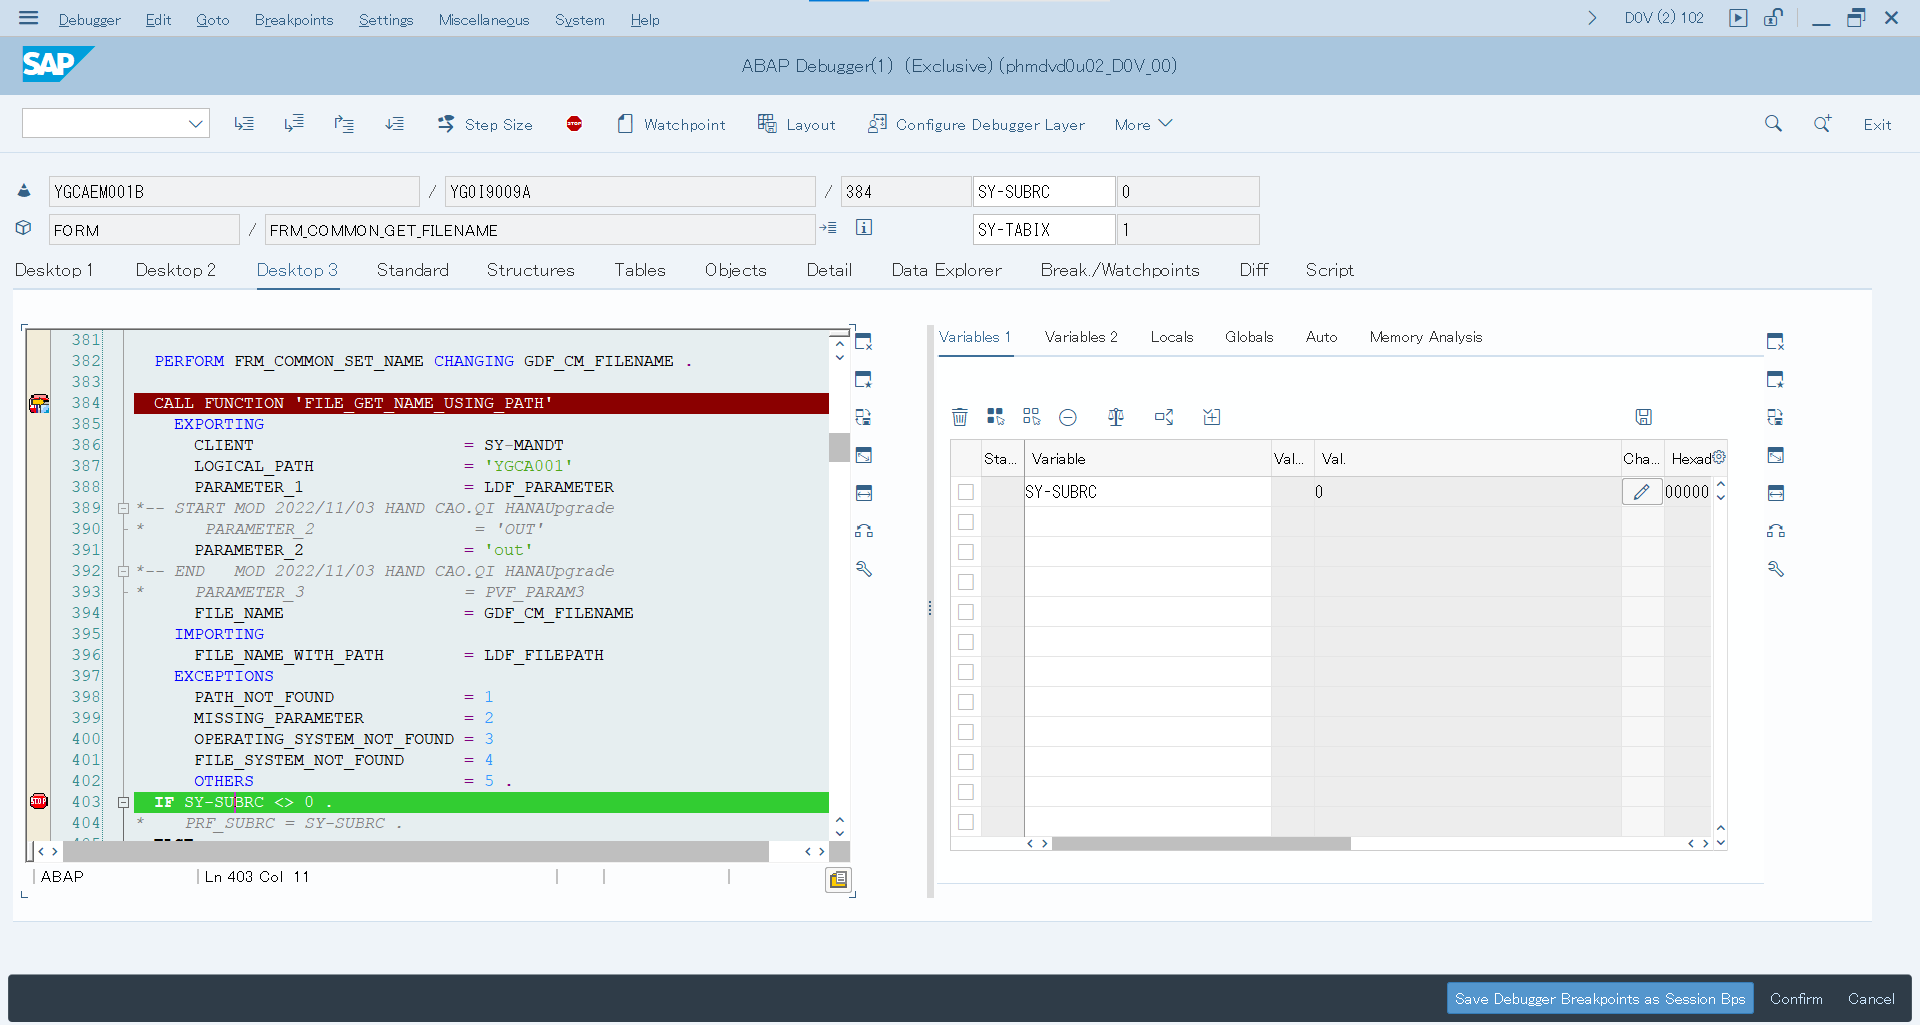 Debugger Edit Goto Breakpoints Settings Miscellaneous System Help D0V (2) 102
SAP ABAP Debugger(1) (Exclusive)(phmdvd0u02_D0V_00)
Step Size STOP Watchpoint Layout Configure Debugger Layer More Exit
YGCAEM001B / YG0I9009A / 384 SY-SUBRC 0
FORM / FRM_COMMON_GET_FILENAME SY-TABIX 1
Desktop 1 Desktop 2 Desktop 3 Standard Structures Tables Objects Detail Data Explorer Break./Watchpoints Diff Script
381
382 PERFORM FRM_COMMON_SET_NAME CHANGING GDF_CM_FILENAME .
383
384 CALL FUNCTION 'FILE_GET_NAME_USING_PATH'
385 EXPORTING
386 CLIENT = SY-MANDT
387 LOGICAL_PATH = 'YGCA001'
388 PARAMETER_1 = LDF_PARAMETER
389 *-- START MOD 2022/11/03 HAND CAO.QI HANAUpgrade
390 * PARAMETER_2 = 'OUT'
391 PARAMETER_2 = 'out'
392 *-- END MOD 2022/11/03 HAND CAO.QI HANAUpgrade
393 * PARAMETER_3 = PVF_PARAM3
394 FILE_NAME = GDF_CM_FILENAME
395 IMPORTING
396 FILE_NAME_WITH_PATH = LDF_FILEPATH
397 EXCEPTIONS
398 PATH_NOT_FOUND = 1
399 MISSING_PARAMETER = 2
400 OPERATING_SYSTEM_NOT_FOUND = 3
401 FILE_SYSTEM_NOT_FOUND = 4
402 OTHERS = 5 .
STOP 403 IF SY-SUBRC <> 0 .
404 * PRF_SUBRC = SY-SUBRC .
ABAP Ln 403 Col 11
Variables 1 Variables 2 Locals Globals Auto Memory Analysis
Sta... Variable Val... Val. Cha... Hexad
SY-SUBRC 0 00000
Save Debugger Breakpoints as Session Bps Confirm Cancel